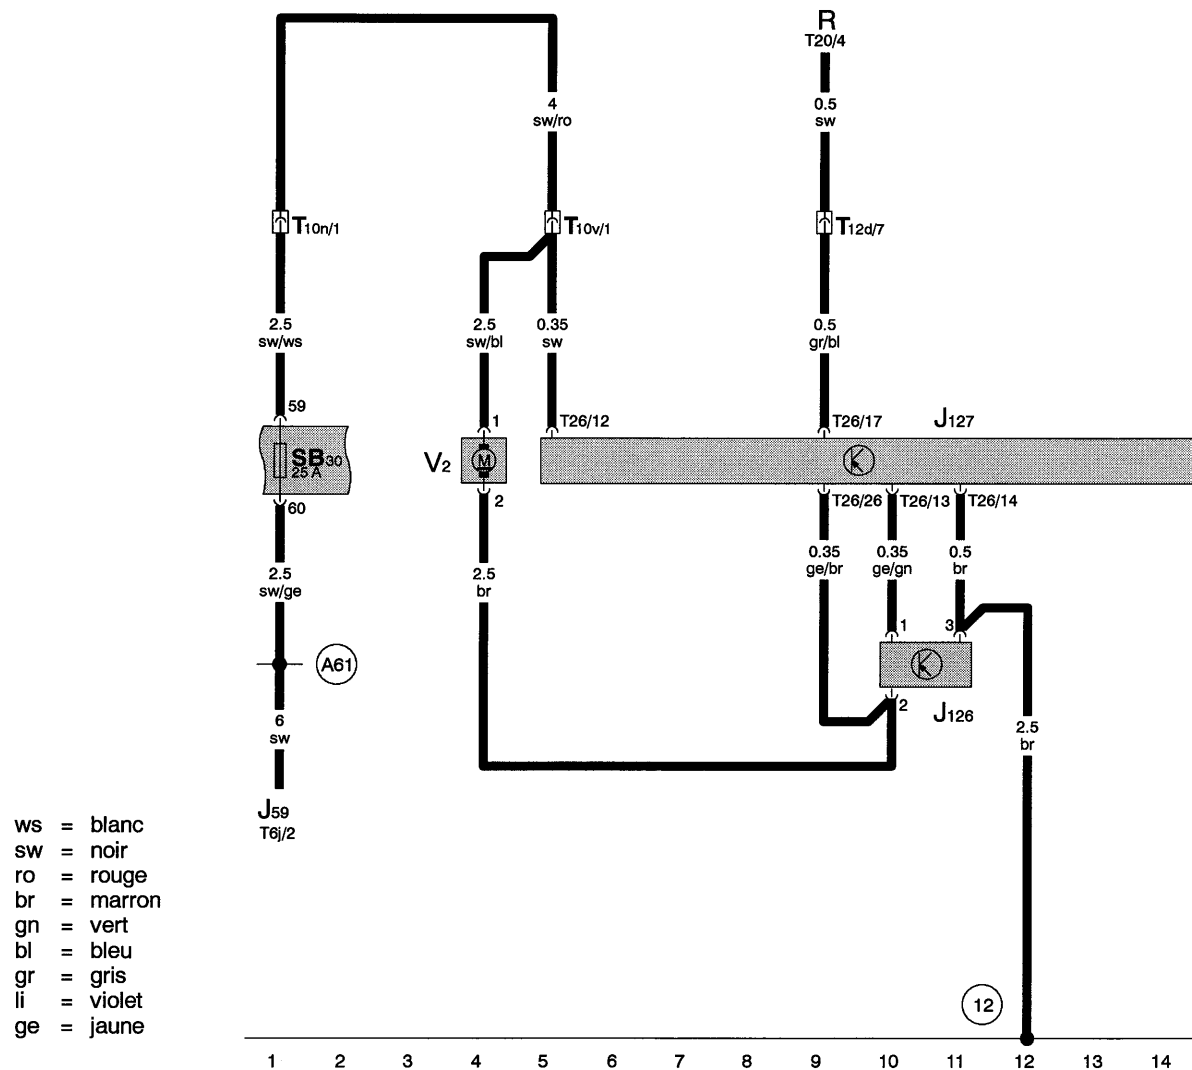 R
T20/4
4
sw/ro
0.5
sw
T10n/1
T10v/1
T12d/7
2.5
sw/ws
2.5
sw/bl
0.35
sw
0.5
gr/bl
59
1
T26/12
T26/17
J127
SB30
25 A
V2
M
60
2
T26/26
T26/13
T26/14
2.5
sw/ge
2.5
br
0.35
ge/br
0.35
ge/gn
0.5
br
1
3
A61
2
J126
6
sw
2.5
br
J59
T6j/2
ws = blanc
sw = noir
ro = rouge
br = marron
gn = vert
bl = bleu
gr = gris
li = violet
ge = jaune
12
1 2 3 4 5 6 7 8 9 10 11 12 13 14